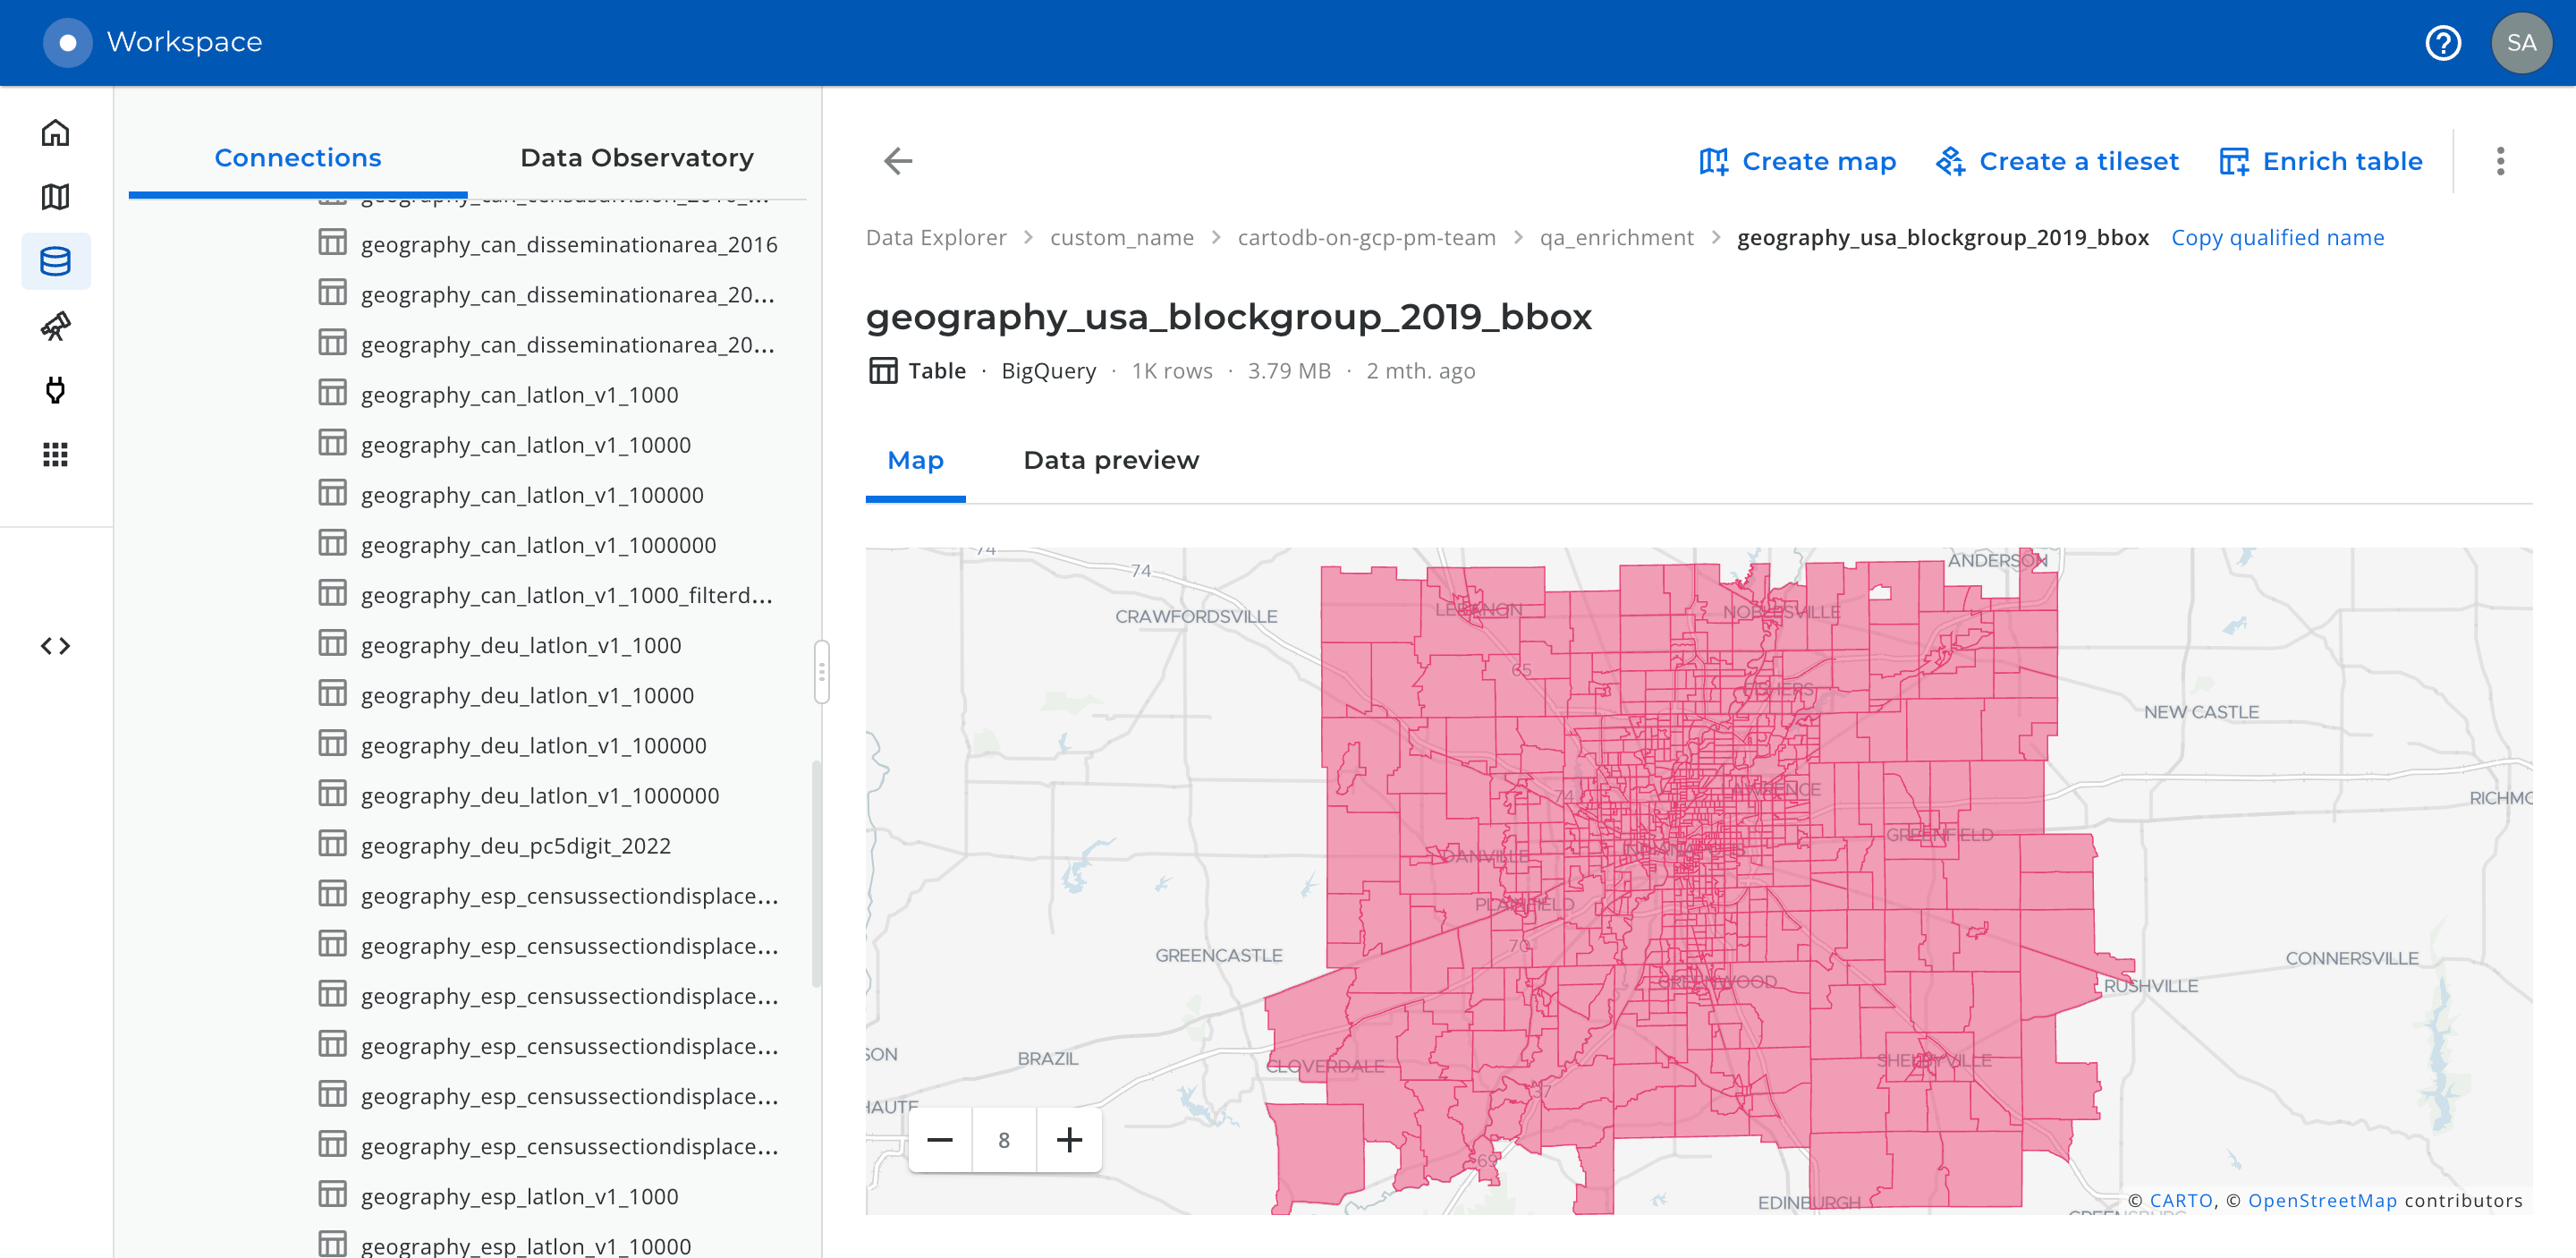 Workspace
SA
Connections
Data Observatory
geography_can_disseminationarea_2016
geography_can_disseminationarea_20...
geography_can_disseminationarea_20...
geography_can_latlon_v1_1000
geography_can_latlon_v1_10000
geography_can_latlon_v1_100000
geography_can_latlon_v1_1000000
geography_can_latlon_v1_1000_filterd...
geography_deu_latlon_v1_1000
geography_deu_latlon_v1_10000
geography_deu_latlon_v1_100000
geography_deu_latlon_v1_1000000
geography_deu_pc5digit_2022
geography_esp_censussectiondisplace...
geography_esp_censussectiondisplace...
geography_esp_censussectiondisplace...
geography_esp_censussectiondisplace...
geography_esp_censussectiondisplace...
geography_esp_censussectiondisplace...
geography_esp_latlon_v1_1000
geography_esp_latlon_v1_10000
Create map
Create a tileset
Enrich table
Data Explorer > custom_name > cartodb-on-gcp-pm-team > qa_enrichment > geography_usa_blockgroup_2019_bbox Copy qualified name
geography_usa_blockgroup_2019_bbox
Table · BigQuery · 1K rows · 3.79 MB · 2 mth. ago
Map
Data preview
74
74
ANDERSON
CRAWFORDSVILLE
LEBANON
NOBLESVILLE
65
FISHERS
NEW CASTLE
74
LAWRENCE
RICHMO
GREENFIELD
DANVILLE
INDIANAPOLIS
PLAINFIELD
70
GREENCASTLE
CONNERSVILLE
GREENWOOD
RUSHVILLE
SON
BRAZIL
CLOVERDALE
SHELBYVILLE
37
HAUTE
8
69
EDINBURGH
© CARTO, © OpenStreetMap contributors